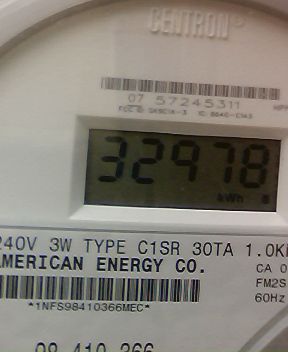 CENTRON®
07 57245311
32978
kWh
240V 3W TYPE C1SR 30TA 1.0K
AMERICAN ENERGY CO.
CA 0
FM2S
60Hz
*1NFS98410366MEC*
98 410 366